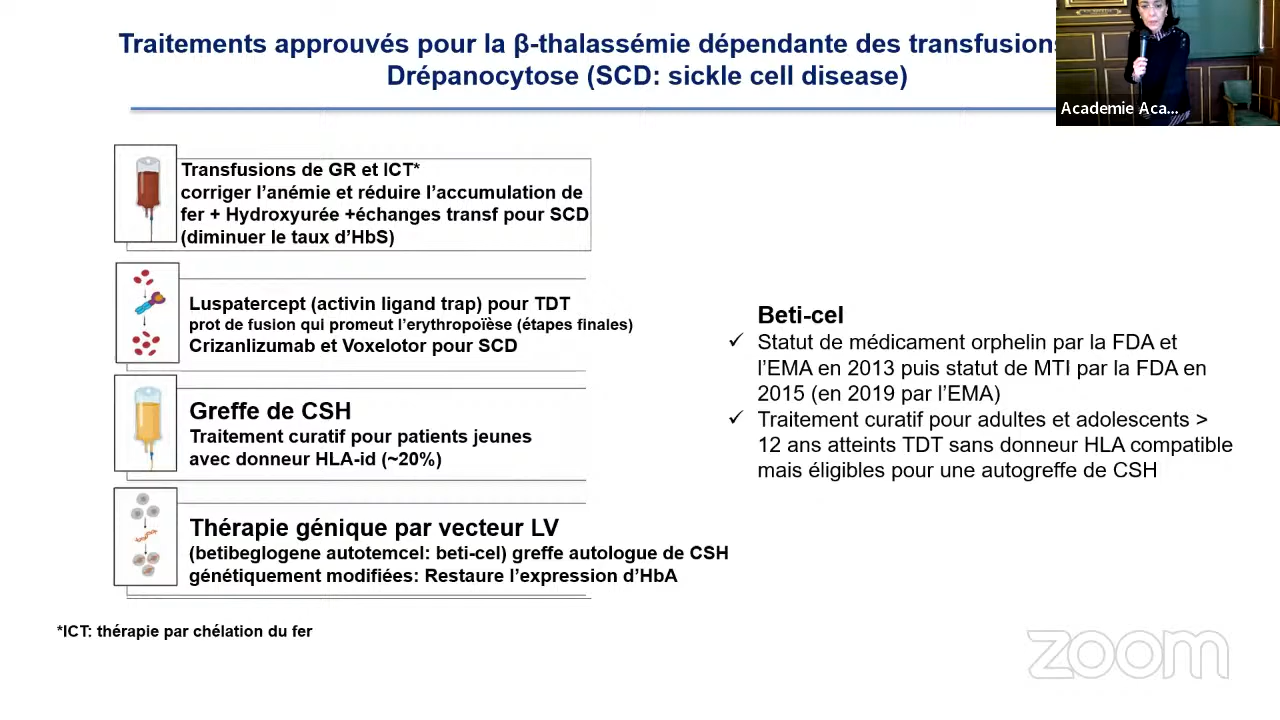 Traitements approuvés pour la β-thalassémie dépendante des transfusions
Drépanocytose (SCD: sickle cell disease)
Academie Aca...
Transfusions de GR et ICT*
corriger l’anémie et réduire l’accumulation de
fer + Hydroxyurée +échanges transf pour SCD
(diminuer le taux d’HbS)
Luspatercept (activin ligand trap) pour TDT
prot de fusion qui promeut l’erythropoïèse (étapes finales)
Crizanlizumab et Voxelotor pour SCD
Greffe de CSH
Traitement curatif pour patients jeunes
avec donneur HLA-id (~20%)
Thérapie génique par vecteur LV
(betibeglogene autotemcel: beti-cel) greffe autologue de CSH
génétiquement modifiées: Restaure l’expression d’HbA
*ICT: thérapie par chélation du fer
Beti-cel
✓ Statut de médicament orphelin par la FDA et
l’EMA en 2013 puis statut de MTI par la FDA en
2015 (en 2019 par l’EMA)
✓ Traitement curatif pour adultes et adolescents >
12 ans atteints TDT sans donneur HLA compatible
mais éligibles pour une autogreffe de CSH
zoom